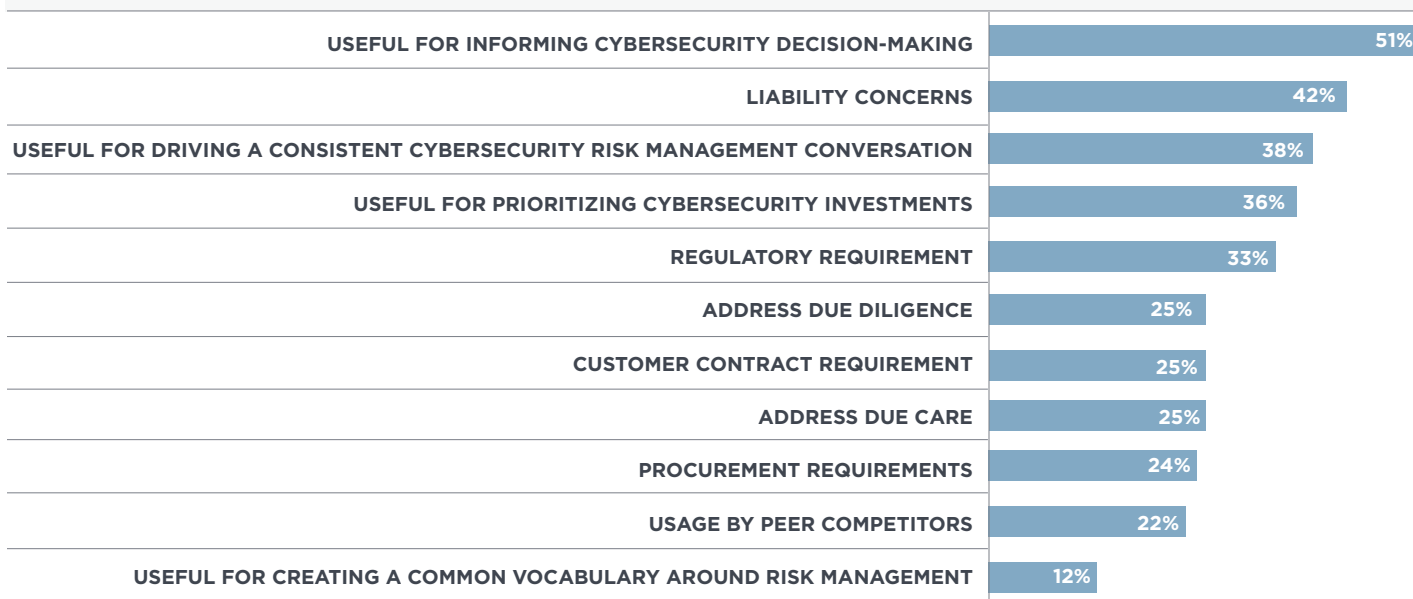 USEFUL FOR INFORMING CYBERSECURITY DECISION-MAKING 51%
LIABILITY CONCERNS 42%
USEFUL FOR DRIVING A CONSISTENT CYBERSECURITY RISK MANAGEMENT CONVERSATION 38%
USEFUL FOR PRIORITIZING CYBERSECURITY INVESTMENTS 36%
REGULATORY REQUIREMENT 33%
ADDRESS DUE DILIGENCE 25%
CUSTOMER CONTRACT REQUIREMENT 25%
ADDRESS DUE CARE 25%
PROCUREMENT REQUIREMENTS 24%
USAGE BY PEER COMPETITORS 22%
USEFUL FOR CREATING A COMMON VOCABULARY AROUND RISK MANAGEMENT 12%